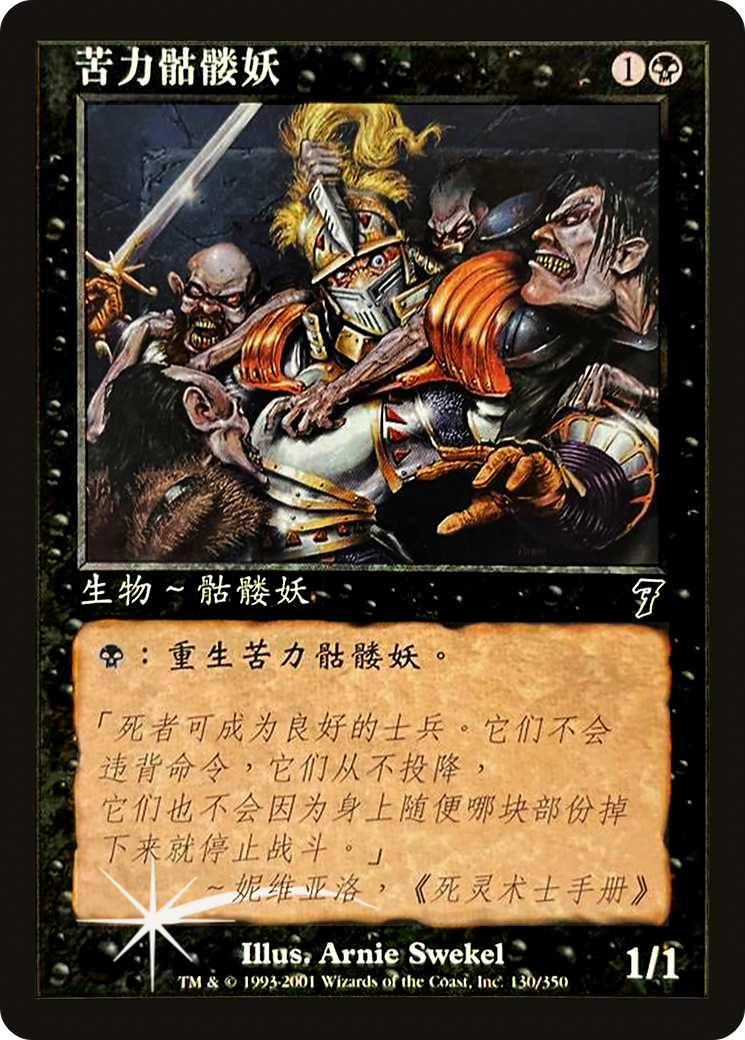 苦力骷髅妖 1
生物~骷髅妖
:重生苦力骷髅妖。
「死者可成为良好的士兵。它们不会
违背命令,它们从不投降,
它们也不会因为身上随便哪块部份掉
下来就停止战斗。」
~妮维亚洛,《死灵术士手册》
Illus. Arnie Swekel
1/1
TM & © 1993-2001 Wizards of the Coast, Inc. 130/350